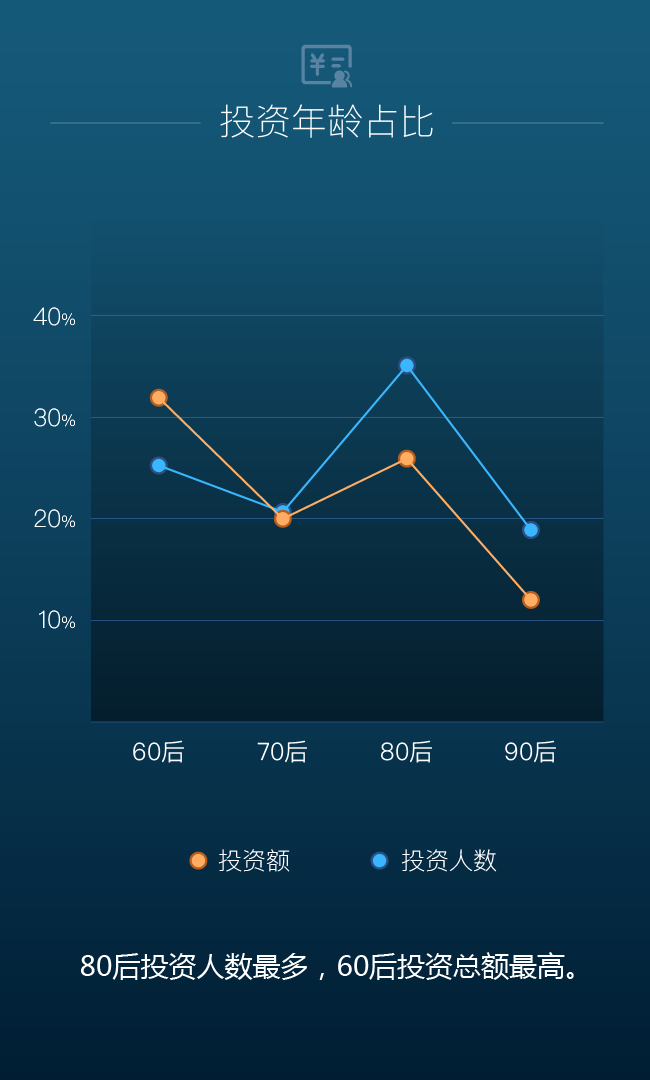 投资年龄占比
40%
30%
20%
10%
60后 70后 80后 90后
投资额 投资人数
80后投资人数最多，60后投资总额最高。